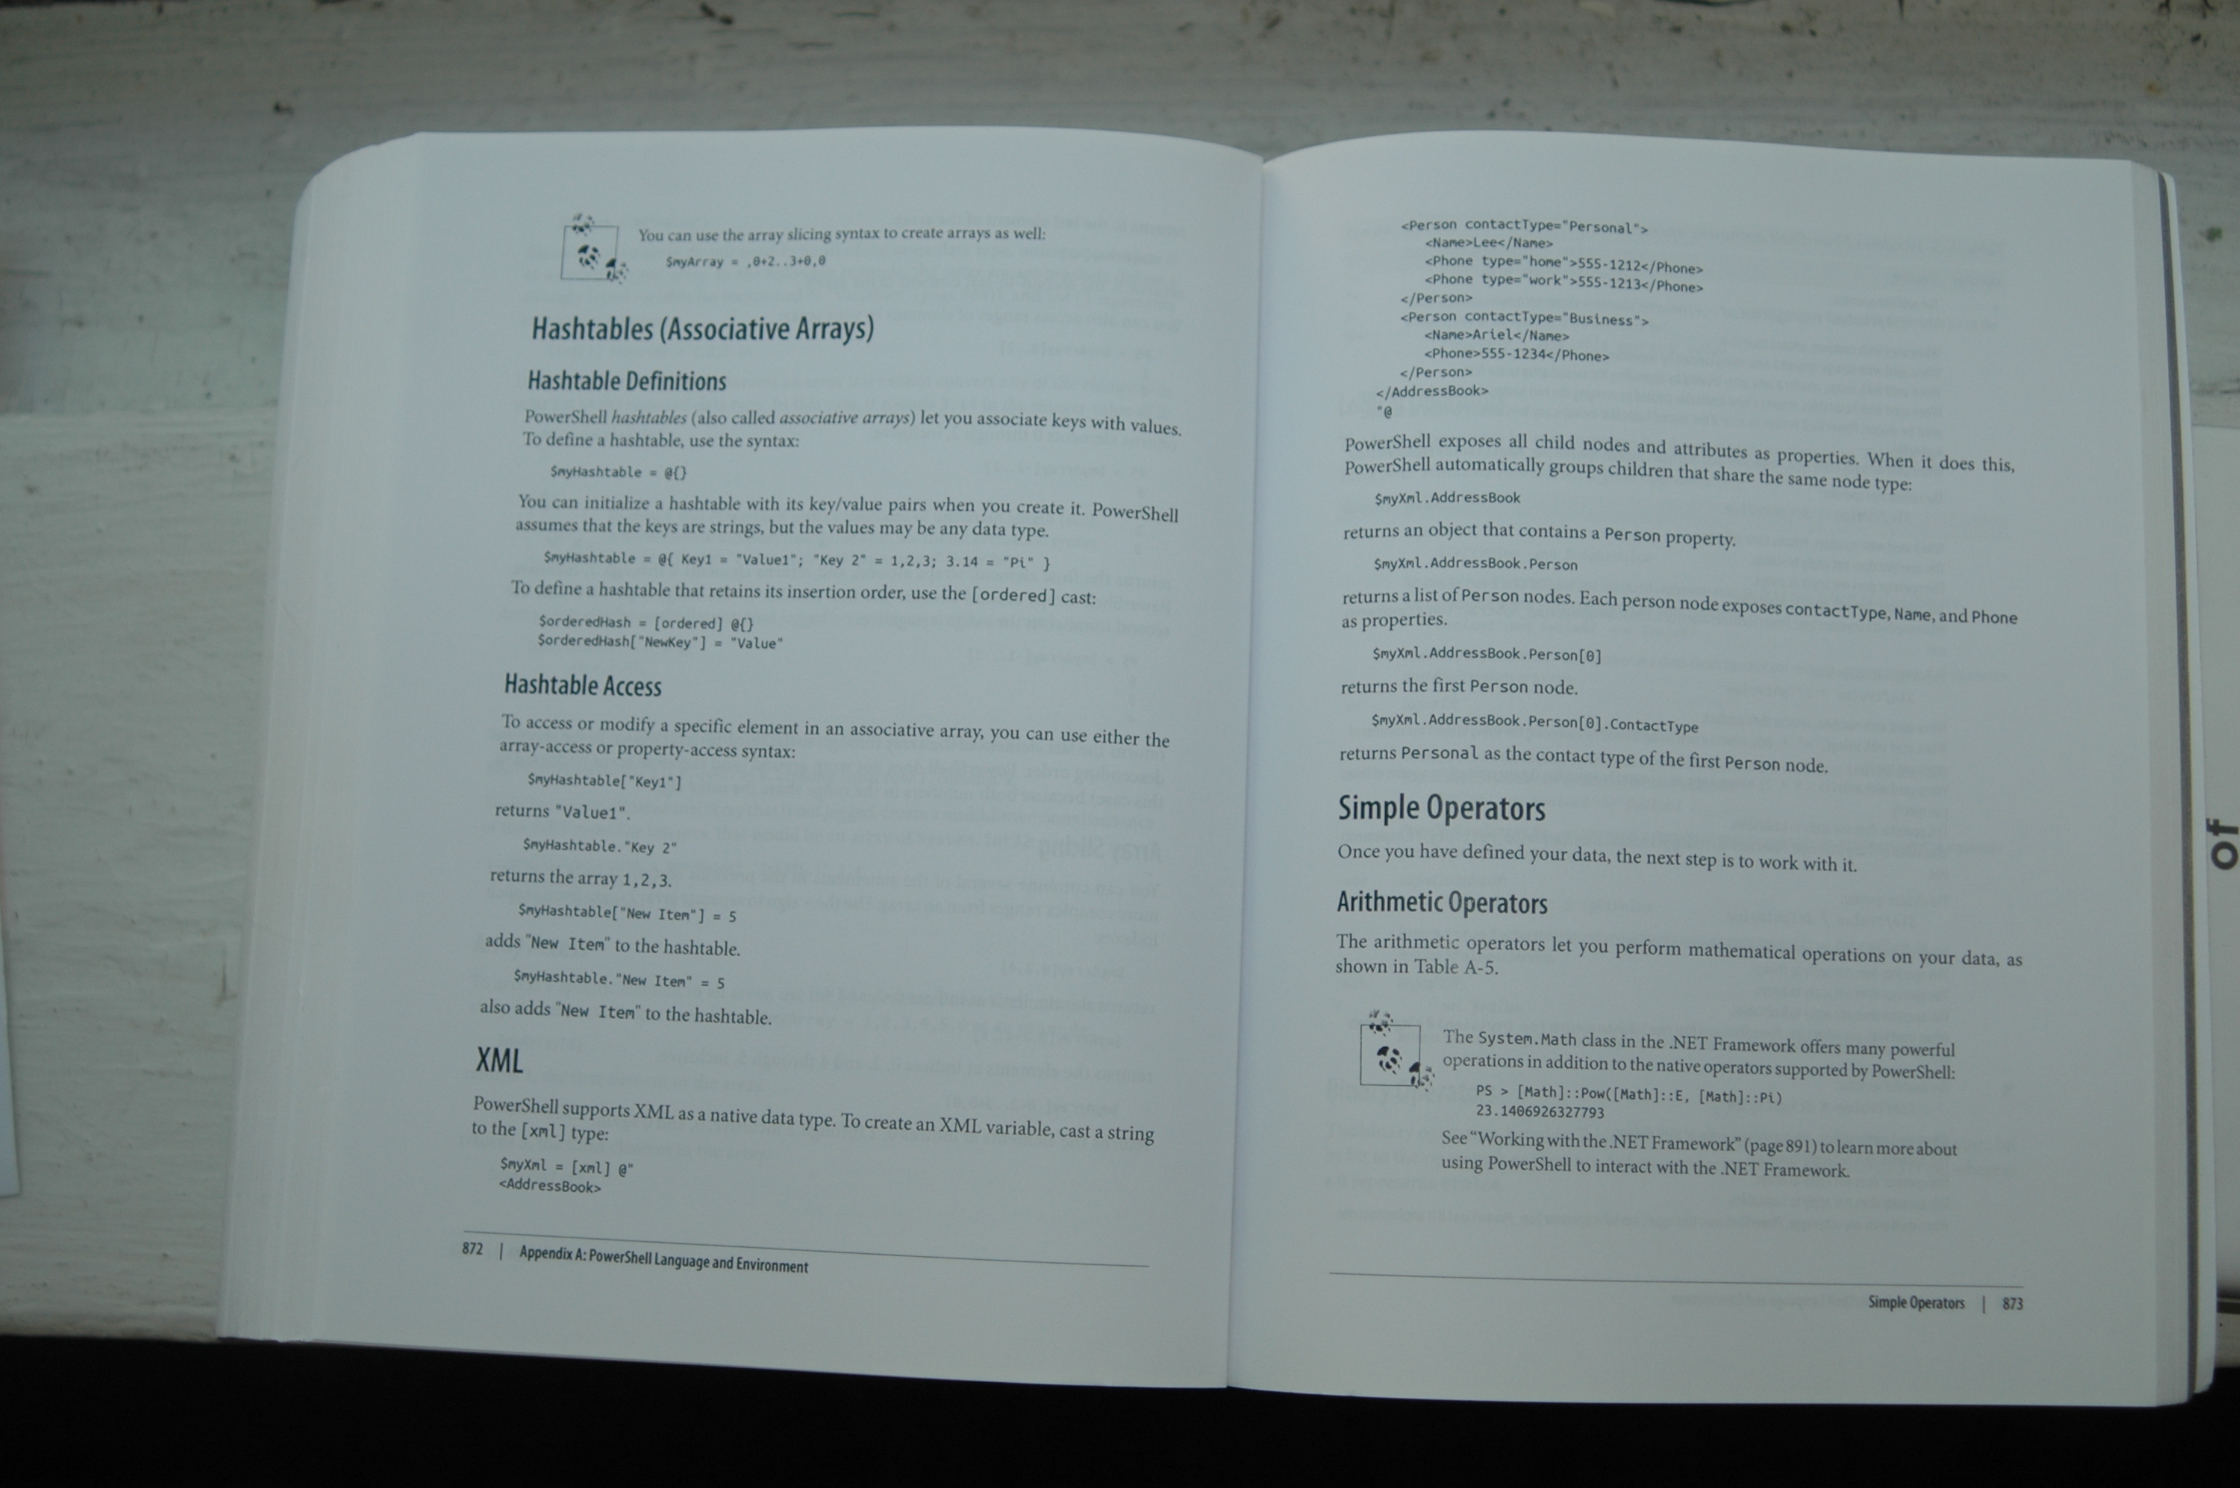 You can use the array slicing syntax to create arrays as well:
$myArray = ,0+2..3+0,0
Hashtables (Associative Arrays)
Hashtable Definitions
PowerShell hashtables (also called associative arrays) let you associate keys with values.
To define a hashtable, use the syntax:
$myHashtable = @{}
You can initialize a hashtable with its key/value pairs when you create it. PowerShell
assumes that the keys are strings, but the values may be any data type.
$myHashtable = @{ Key1 = "Value1"; "Key 2" = 1,2,3; 3.14 = "Pi" }
To define a hashtable that retains its insertion order, use the [ordered] cast:
$orderedHash = [ordered] @{}
$orderedHash["NewKey"] = "Value"
Hashtable Access
To access or modify a specific element in an associative array, you can use either the
array-access or property-access syntax:
$myHashtable["Key1"]
returns "Value1".
$myHashtable."Key 2"
returns the array 1,2,3.
$myHashtable["New Item"] = 5
adds "New Item" to the hashtable.
$myHashtable."New Item" = 5
also adds "New Item" to the hashtable.
XML
PowerShell supports XML as a native data type. To create an XML variable, cast a string
to the [xml] type:
$myXml = [xml] @"
<AddressBook>
872 | Appendix A: PowerShell Language and Environment
<Person contactType="Personal">
<Name>Lee</Name>
<Phone type="home">555-1212</Phone>
<Phone type="work">555-1213</Phone>
</Person>
<Person contactType="Business">
<Name>Ariel</Name>
<Phone>555-1234</Phone>
</Person>
</AddressBook>
"@
PowerShell exposes all child nodes and attributes as properties. When it does this,
PowerShell automatically groups children that share the same node type:
$myXml.AddressBook
returns an object that contains a Person property.
$myXml.AddressBook.Person
returns a list of Person nodes. Each person node exposes contactType, Name, and Phone
as properties.
$myXml.AddressBook.Person[0]
returns the first Person node.
$myXml.AddressBook.Person[0].ContactType
returns Personal as the contact type of the first Person node.
Simple Operators
Once you have defined your data, the next step is to work with it.
Arithmetic Operators
The arithmetic operators let you perform mathematical operations on your data, as
shown in Table A-5.
The System.Math class in the .NET Framework offers many powerful
operations in addition to the native operators supported by PowerShell:
PS > [Math]::Pow([Math]::E, [Math]::Pi)
23.1406926327793
See "Working with the .NET Framework" (page 891) to learn more about
using PowerShell to interact with the .NET Framework.
Simple Operators | 873
of